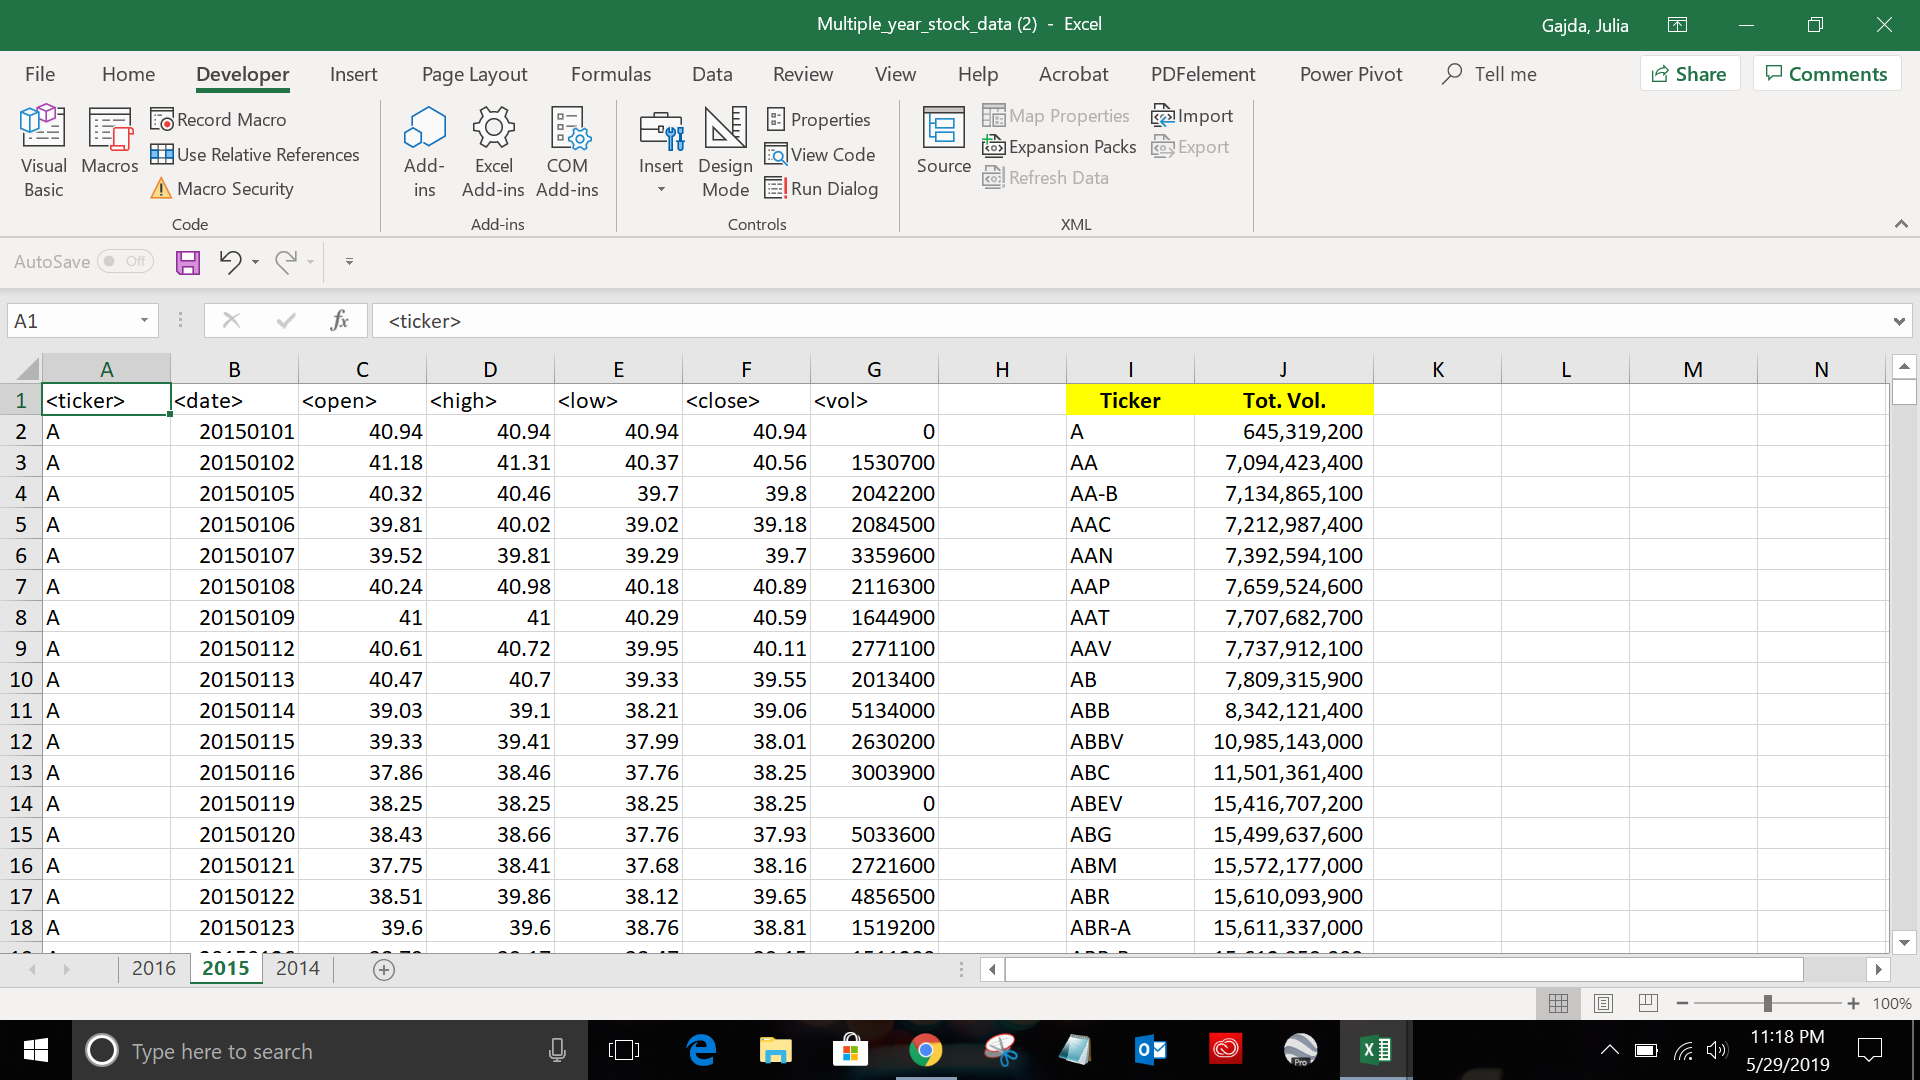 Multiple_year_stock_data (2) - Excel
Gajda, Julia
File Home Developer Insert Page Layout Formulas Data Review View Help Acrobat PDFelement Power Pivot Tell me Share Comments
Visual Basic
Macros
Record Macro
Use Relative References
Macro Security
Code
Add-ins
Excel Add-ins
COM Add-ins
Add-ins
Insert
Design Mode
Properties
View Code
Run Dialog
Controls
Source
Map Properties
Expansion Packs
Refresh Data
Import
Export
XML
AutoSave Off
A1 fx <ticker>
A B C D E F G H I J K L M N
1 <ticker> <date> <open> <high> <low> <close> <vol> Ticker Tot. Vol.
2 A 20150101 40.94 40.94 40.94 40.94 0 A 645,319,200
3 A 20150102 41.18 41.31 40.37 40.56 1530700 AA 7,094,423,400
4 A 20150105 40.32 40.46 39.7 39.8 2042200 AA-B 7,134,865,100
5 A 20150106 39.81 40.02 39.02 39.18 2084500 AAC 7,212,987,400
6 A 20150107 39.52 39.81 39.29 39.7 3359600 AAN 7,392,594,100
7 A 20150108 40.24 40.98 40.18 40.89 2116300 AAP 7,659,524,600
8 A 20150109 41 41 40.29 40.59 1644900 AAT 7,707,682,700
9 A 20150112 40.61 40.72 39.95 40.11 2771100 AAV 7,737,912,100
10 A 20150113 40.47 40.7 39.33 39.55 2013400 AB 7,809,315,900
11 A 20150114 39.03 39.1 38.21 39.06 5134000 ABB 8,342,121,400
12 A 20150115 39.33 39.41 37.99 38.01 2630200 ABBV 10,985,143,000
13 A 20150116 37.86 38.46 37.76 38.25 3003900 ABC 11,501,361,400
14 A 20150119 38.25 38.25 38.25 38.25 0 ABEV 15,416,707,200
15 A 20150120 38.43 38.66 37.76 37.93 5033600 ABG 15,499,637,600
16 A 20150121 37.75 38.41 37.68 38.16 2721600 ABM 15,572,177,000
17 A 20150122 38.51 39.86 38.12 39.65 4856500 ABR 15,610,093,900
18 A 20150123 39.6 39.6 38.76 38.81 1519200 ABR-A 15,611,337,000
2016 2015 2014
100%
Type here to search
Pro
11:18 PM
5/29/2019